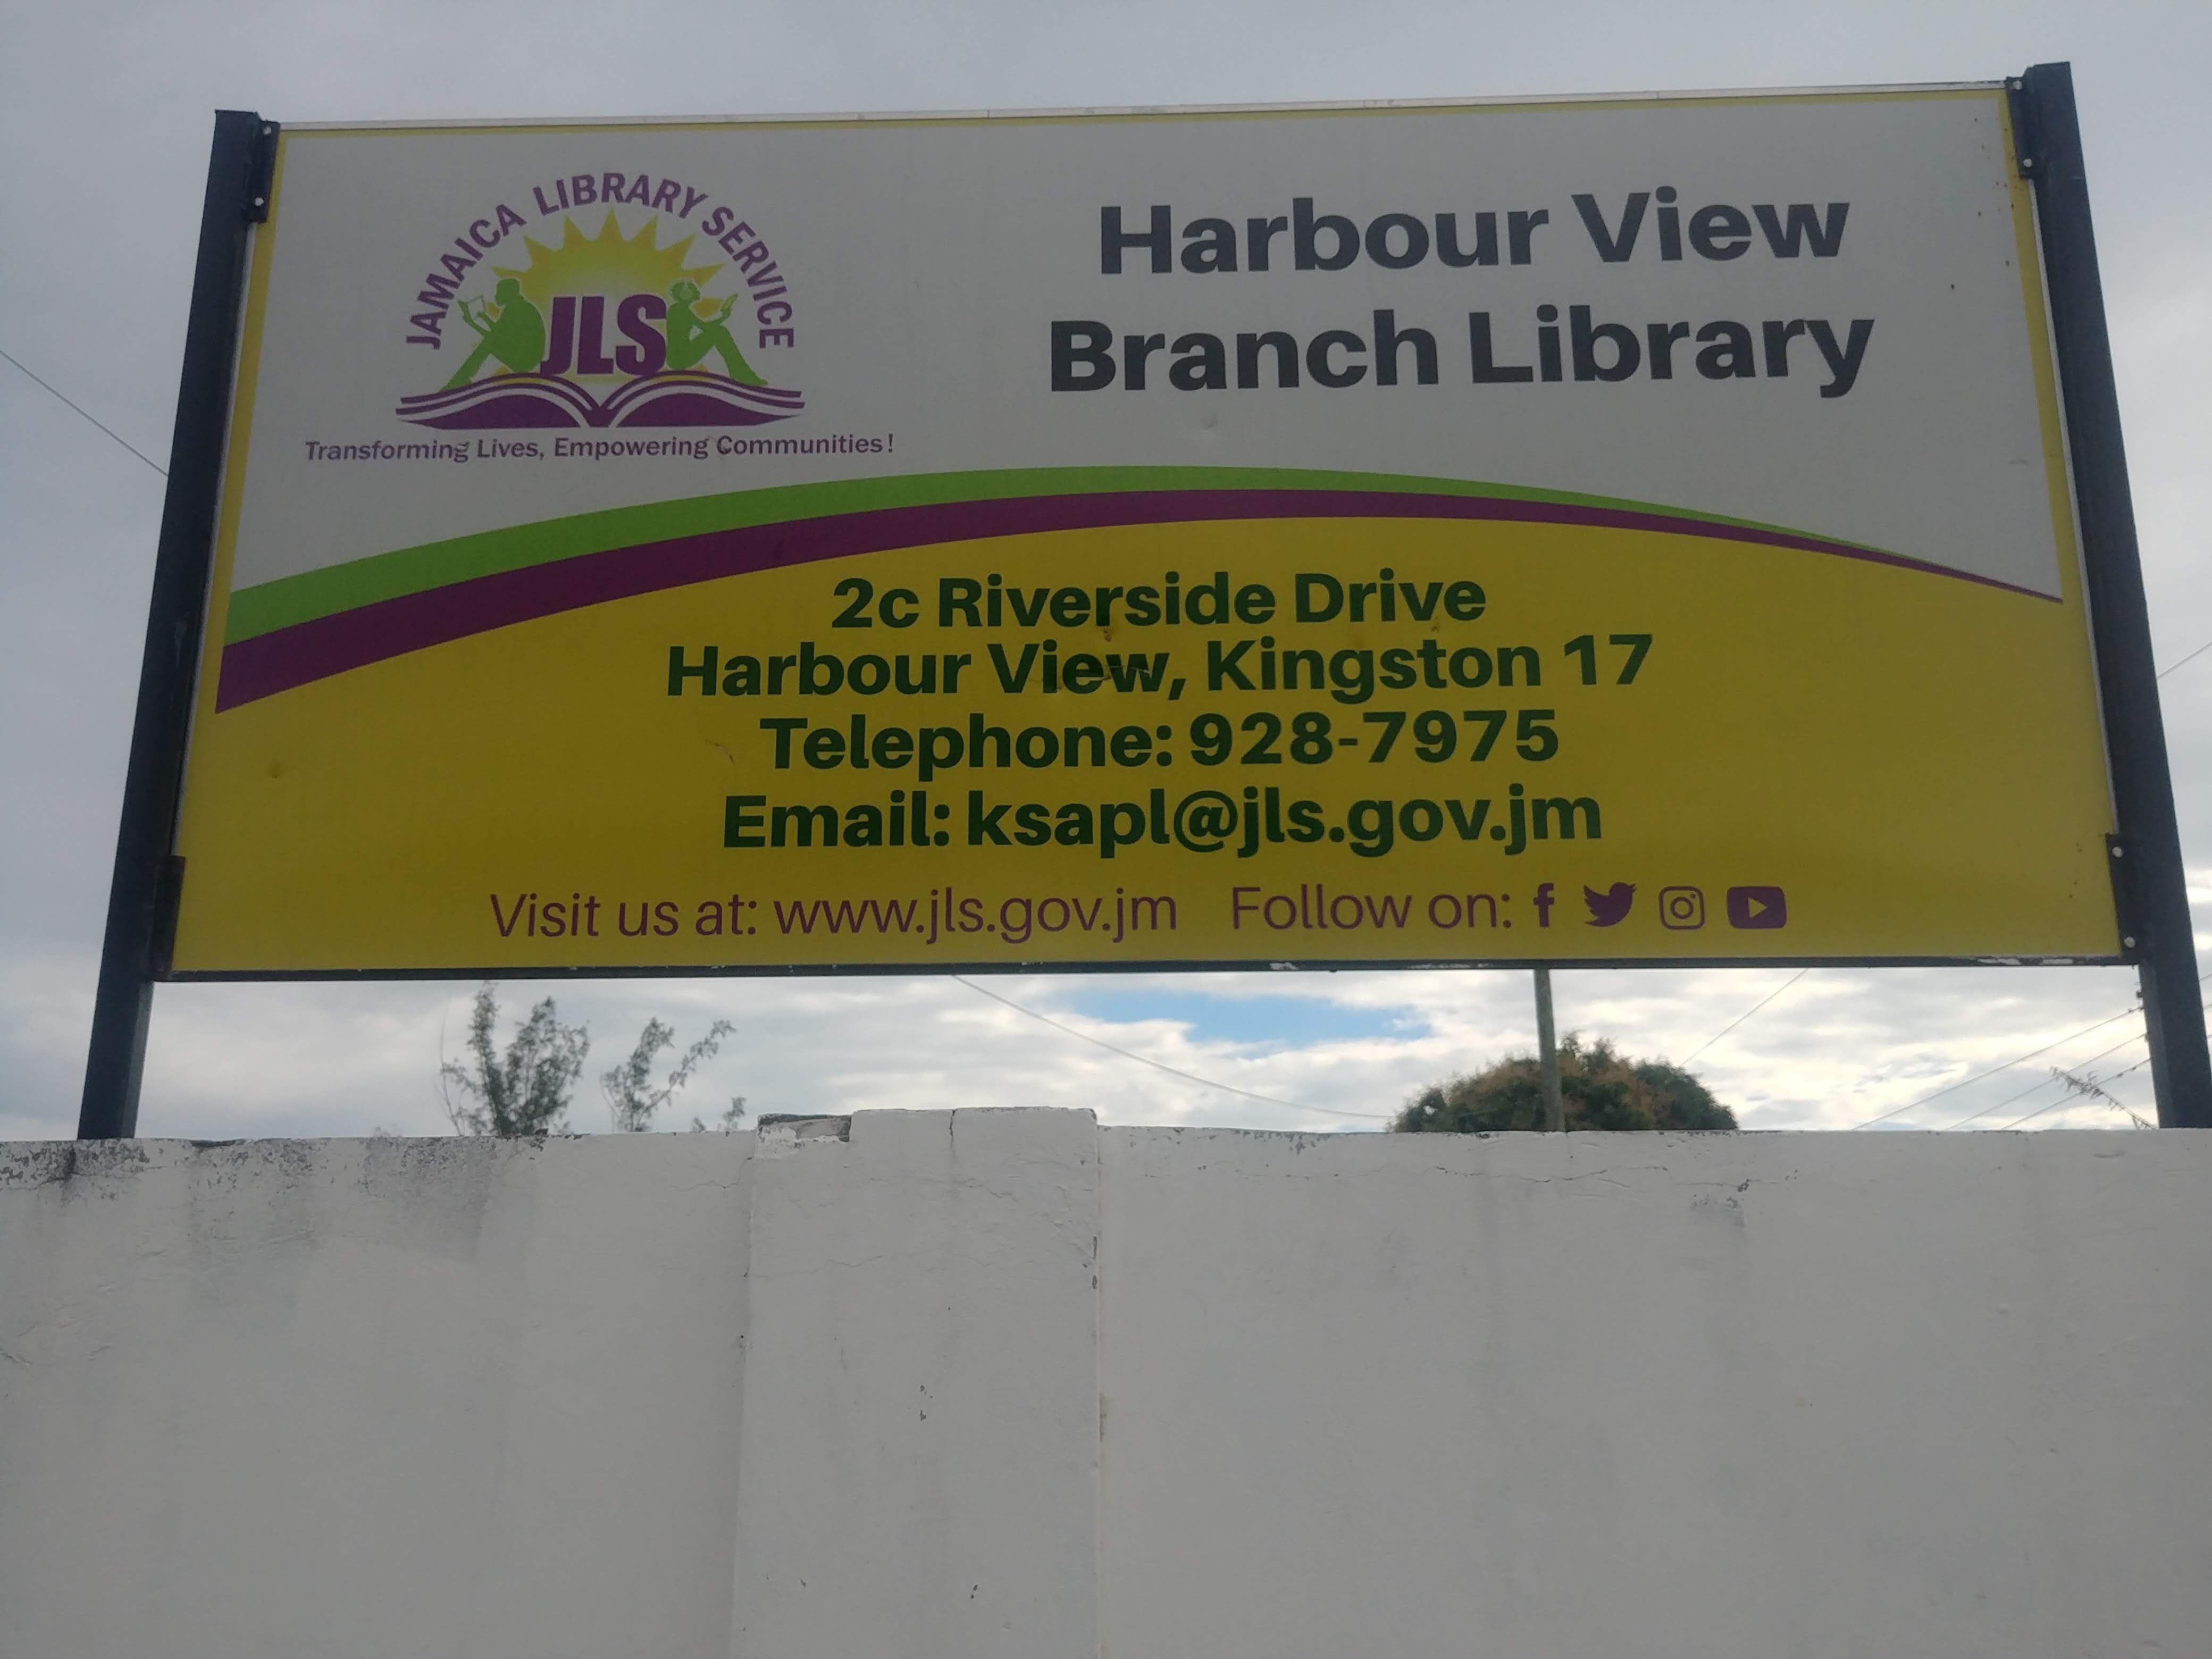 JAMAICA LIBRARY SERVICE
JLS
Transforming Lives, Empowering Communities!
Harbour View
Branch Library
2c Riverside Drive
Harbour View, Kingston 17
Telephone: 928-7975
Email: ksapl@jls.gov.jm
Visit us at: www.jls.gov.jm Follow on: